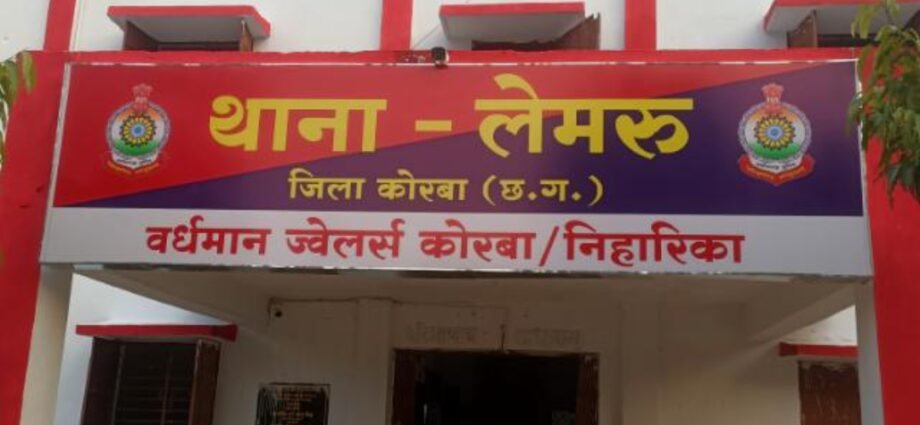 थाना - लेमरू
जिला कोरबा (छ.ग.)
वर्धमान ज्वेलर्स कोरबा/निहारिका